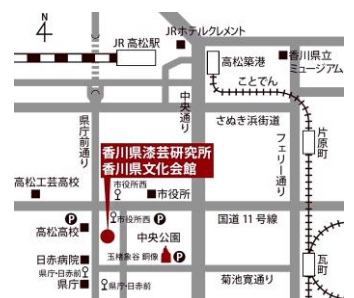 N
4
JRホテルクレメント
JR 高松駅
高松築港
香川県立
ミュージアム
ことでん
中央通り
県庁前通り
さぬき浜街道
フェリー通り
片原町
香川県漆芸研究所
香川県文化会館
高松工芸高校
市役所西
市役所
P
市役所西
P
国道11号線
高松高校
中央公園
日赤病院
玉楮象谷 銅像
P
瓦町
県庁・日赤前
県庁
県庁・日赤前
菊池寛通り